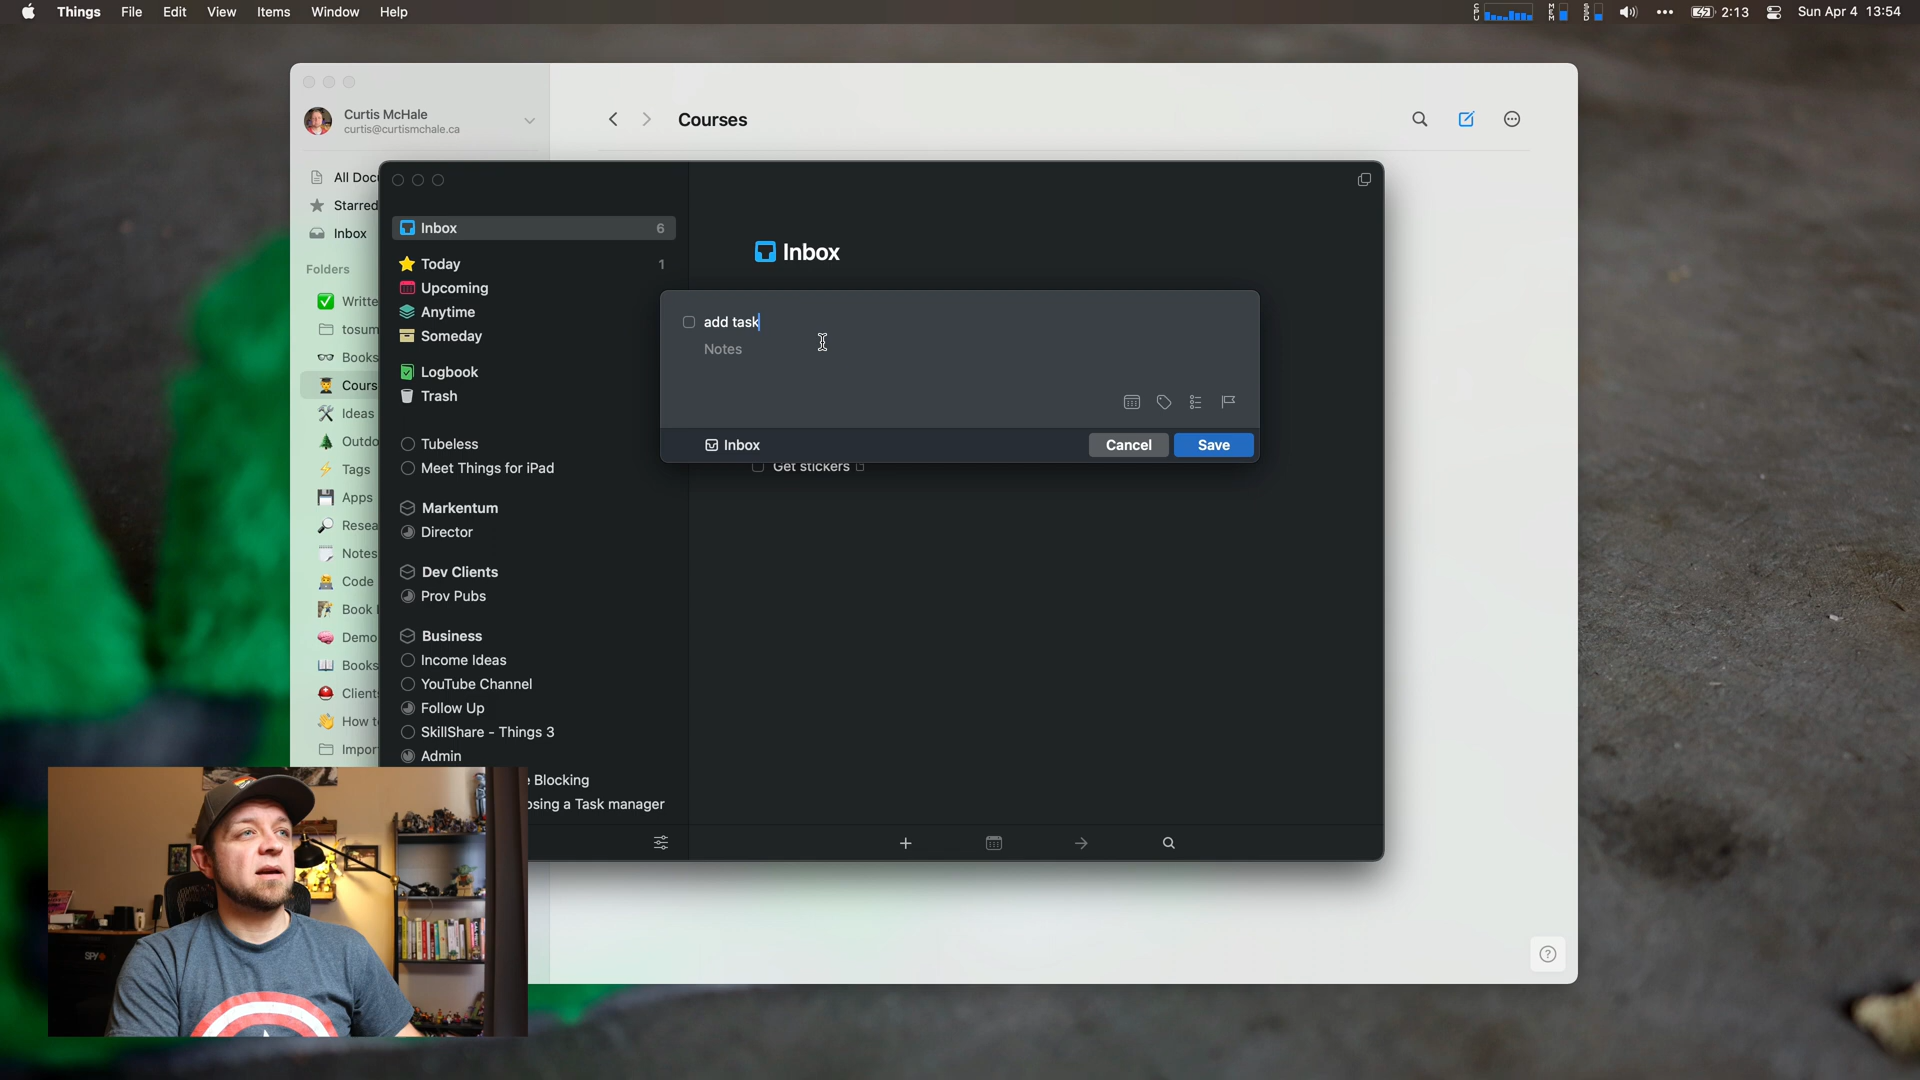 Things File Edit View Items Window Help
CPU MEM SSD 2:13 Sun Apr 4 13:54
Curtis McHale
curtis@curtismchale.ca
Courses
All Doc
Starred
Inbox
Folders
Writte
tosum
Books
Cours
Ideas
Outdo
Tags
Apps
Resea
Notes
Code
Book
Demo
Books
Client
How t
Impor
Inbox 6
Today 1
Upcoming
Anytime
Someday
Logbook
Trash
Tubeless
Meet Things for iPad
Markentum
Director
Dev Clients
Prov Pubs
Business
Income Ideas
YouTube Channel
Follow Up
SkillShare - Things 3
Admin
e Blocking
osing a Task manager
Inbox
add task
Notes
Inbox
Cancel Save
Get stickers